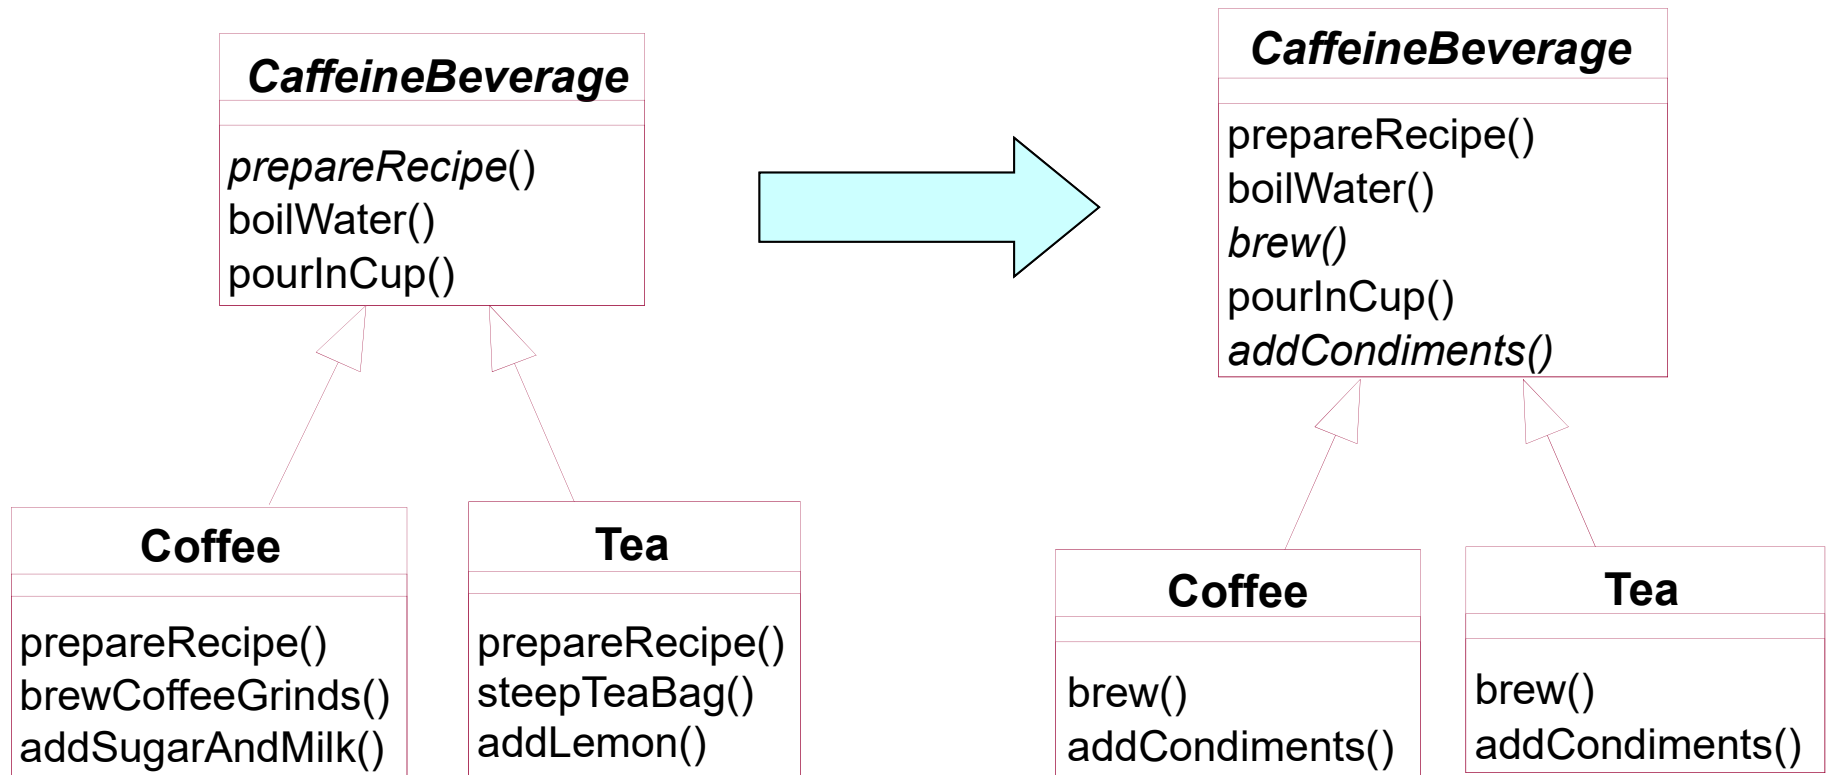 CaffeineBeverage
prepareRecipe()
boilWater()
pourInCup()
Coffee
prepareRecipe()
brewCoffeeGrinds()
addSugarAndMilk()
Tea
prepareRecipe()
steepTeaBag()
addLemon()
CaffeineBeverage
prepareRecipe()
boilWater()
brew()
pourInCup()
addCondiments()
Coffee
brew()
addCondiments()
Tea
brew()
addCondiments()